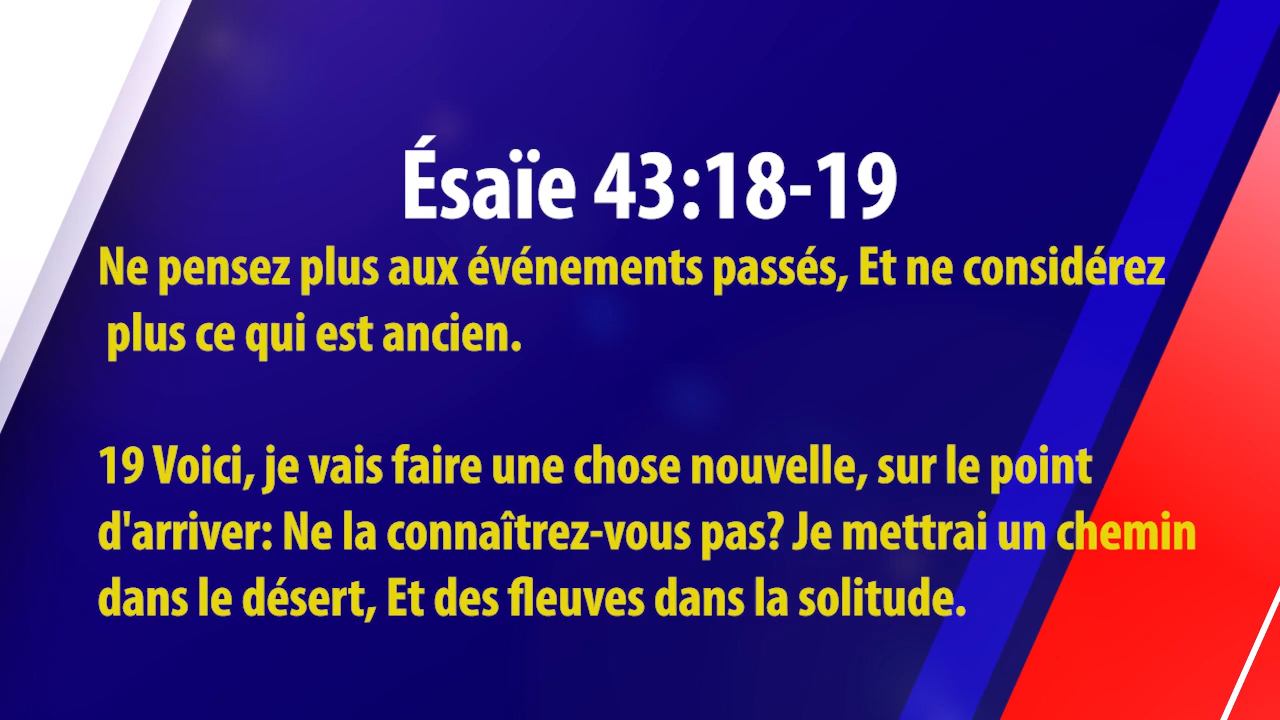 Ésaïe 43:18-19
Ne pensez plus aux événements passés, Et ne considérez
plus ce qui est ancien.
19 Voici, je vais faire une chose nouvelle, sur le point
d'arriver: Ne la connaîtrez-vous pas? Je mettrai un chemin
dans le désert, Et des fleuves dans la solitude.